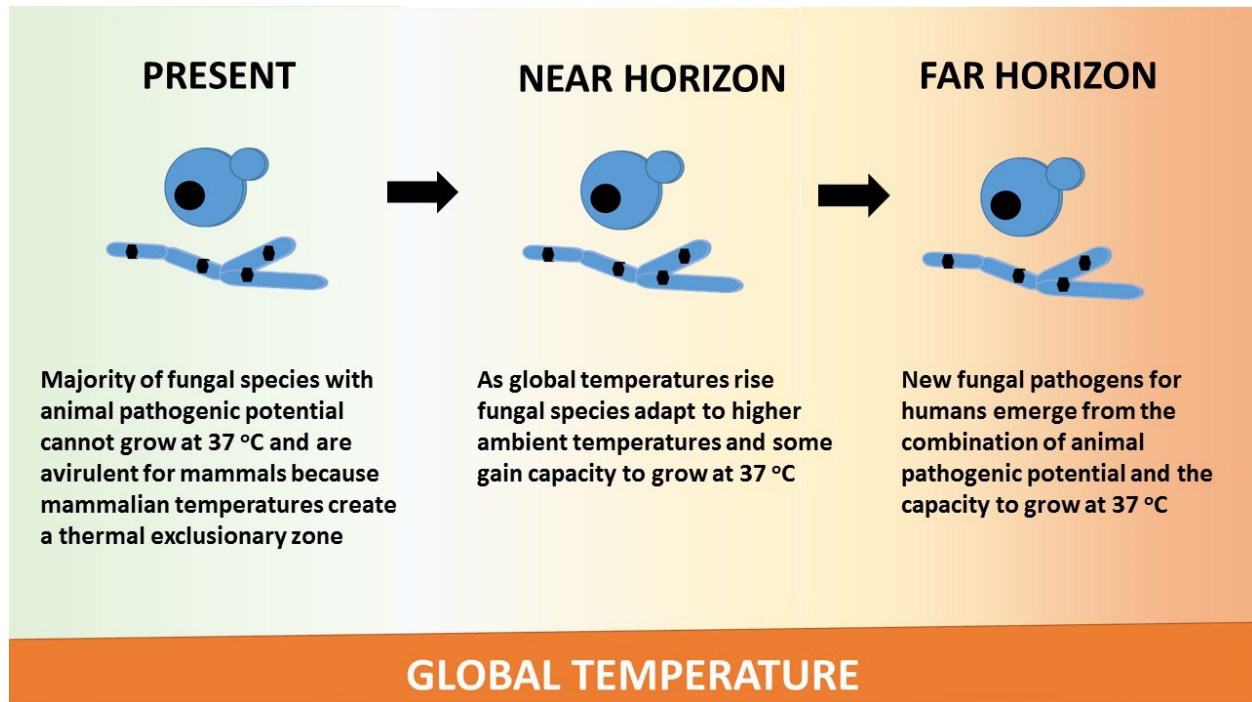 PRESENT
Majority of fungal species with
animal pathogenic potential
cannot grow at 37 ºC and are
avirulent for mammals because
mammalian temperatures create
a thermal exclusionary zone
NEAR HORIZON
As global temperatures rise
fungal species adapt to higher
ambient temperatures and some
gain capacity to grow at 37 ºC
FAR HORIZON
New fungal pathogens for
humans emerge from the
combination of animal
pathogenic potential and the
capacity to grow at 37 ºC
GLOBAL TEMPERATURE